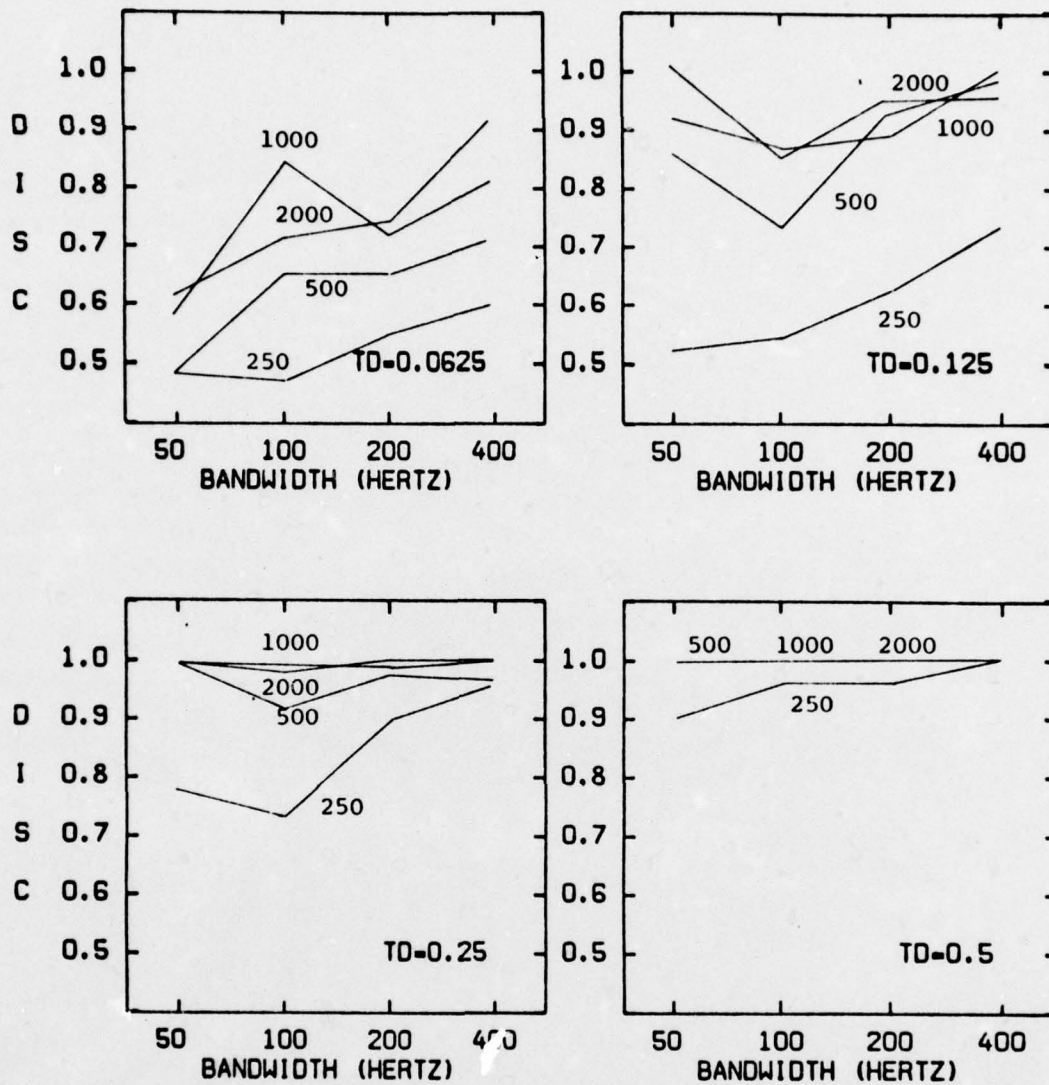 1.0
D 0.9
I 0.8
0.7
S
C 0.6
0.5
1000
2000
500
250
TD=0.0625
50 100 200 400
BANDWIDTH (HERTZ)
1.0
0.9
0.8
0.7
0.6
0.5
2000
1000
500
250
TD=0.125
50 100 200 400
BANDWIDTH (HERTZ)
1.0
D 0.9
I 0.8
S 0.7
C 0.6
0.5
1000
2000
500
250
TD=0.25
50 100 200 400
BANDWIDTH (HERTZ)
1.0
0.9
0.8
0.7
0.6
0.5
500 1000 2000
250
TD=0.5
50 100 200 400
BANDWIDTH (HERTZ)